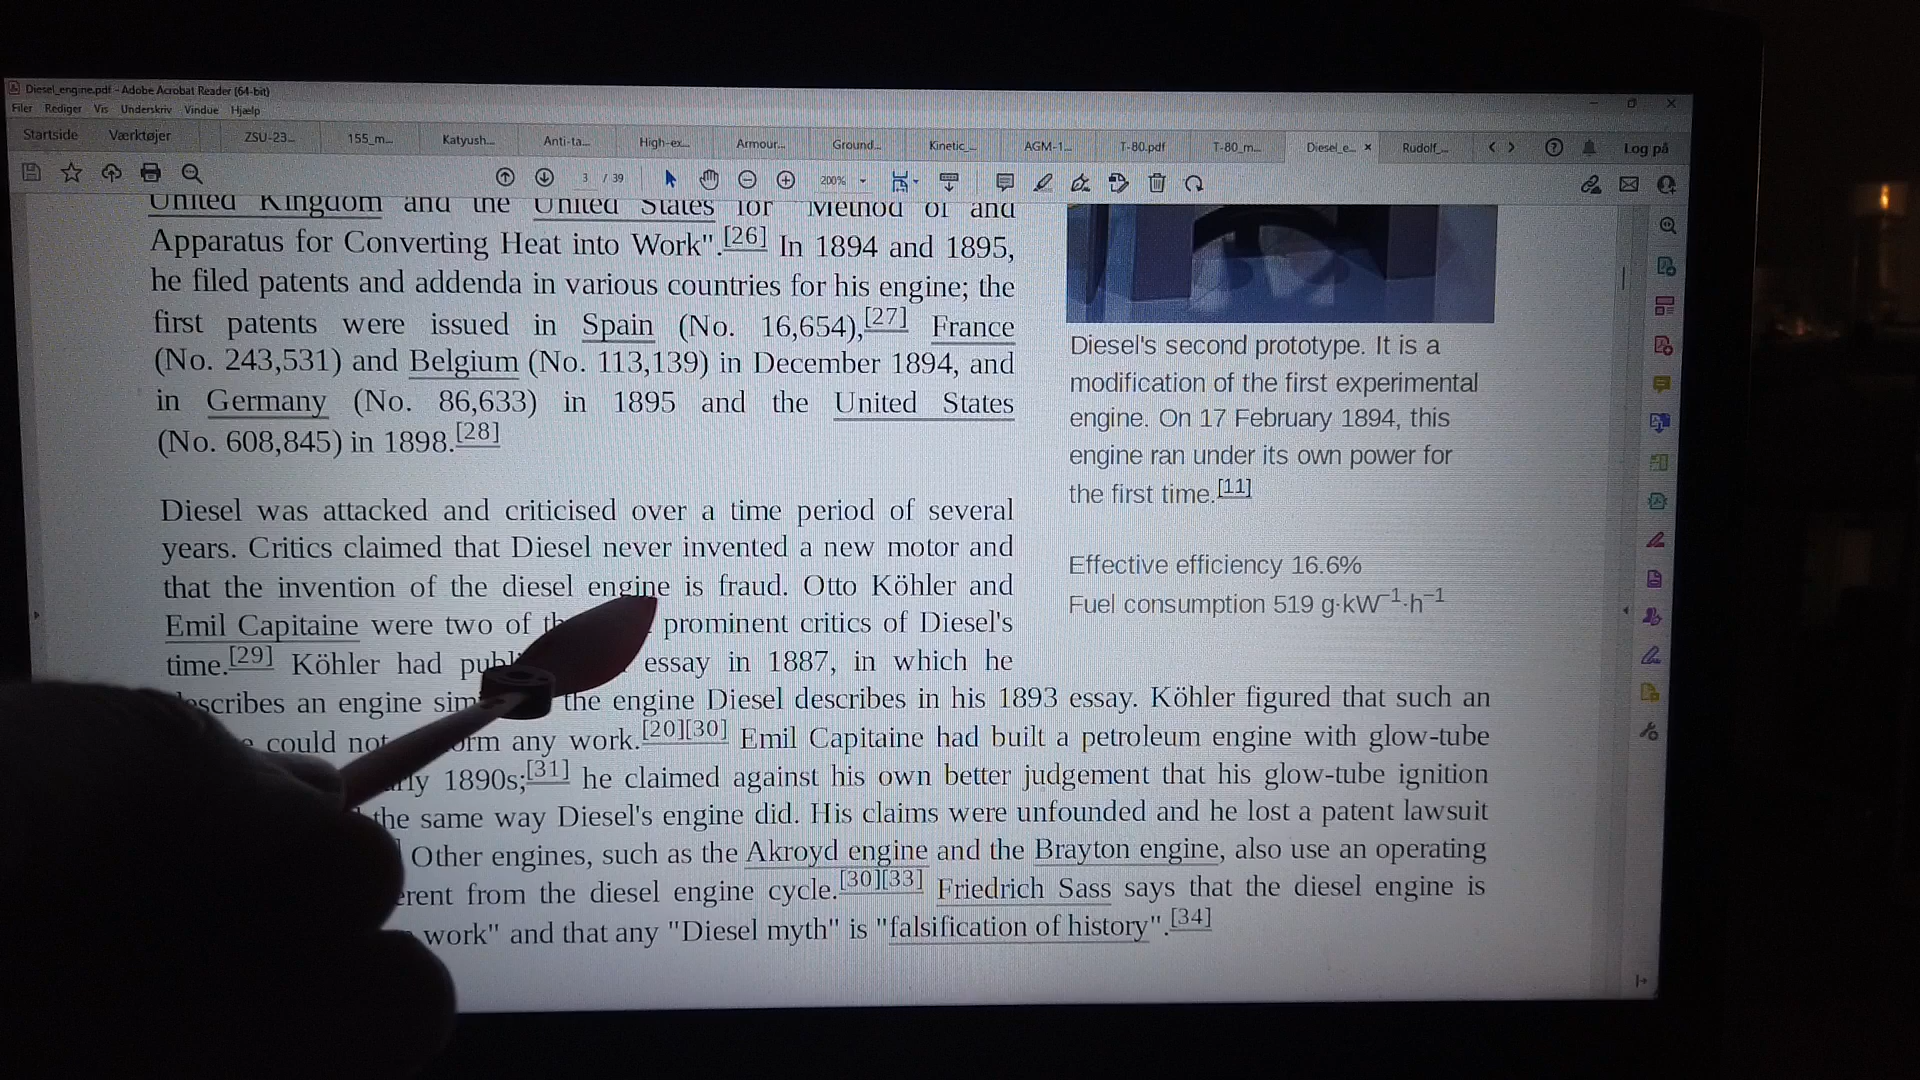 Diesel_engine.pdf - Adobe Acrobat Reader (64-bit)
Filer Rediger Vis Underskriv Vindue Hjælp
Startside Værktøjer ZSU-23... 155_m... Katyush... Anti-ta... High-ex... Armour... Ground... Kinetic_... AGM-1... T-80.pdf T-80_m... Diesel_e... × Rudolf_... Log på
3 / 39 200%
United Kingdom and the United States for "Method of and
Apparatus for Converting Heat into Work".[26] In 1894 and 1895,
he filed patents and addenda in various countries for his engine; the
first patents were issued in Spain (No. 16,654),[27] France
(No. 243,531) and Belgium (No. 113,139) in December 1894, and
in Germany (No. 86,633) in 1895 and the United States
(No. 608,845) in 1898.[28]
Diesel was attacked and criticised over a time period of several
years. Critics claimed that Diesel never invented a new motor and
that the invention of the diesel engine is fraud. Otto Köhler and
Emil Capitaine were two of prominent critics of Diesel's
time.[29] Köhler had essay in 1887, in which he
an engine the engine Diesel describes in his 1893 essay. Köhler figured that such an
could not any work.[20][30] Emil Capitaine had built a petroleum engine with glow-tube
1890s;[31] he claimed against his own better judgement that his glow-tube ignition
the same way Diesel's engine did. His claims were unfounded and he lost a patent lawsuit
Other engines, such as the Akroyd engine and the Brayton engine, also use an operating
from the diesel engine cycle.[30][33] Friedrich Sass says that the diesel engine is
work" and that any "Diesel myth" is "falsification of history".[34]
Diesel's second prototype. It is a
modification of the first experimental
engine. On 17 February 1894, this
engine ran under its own power for
the first time.[11]
Effective efficiency 16.6%
Fuel consumption 519 g·kW−1·h−1